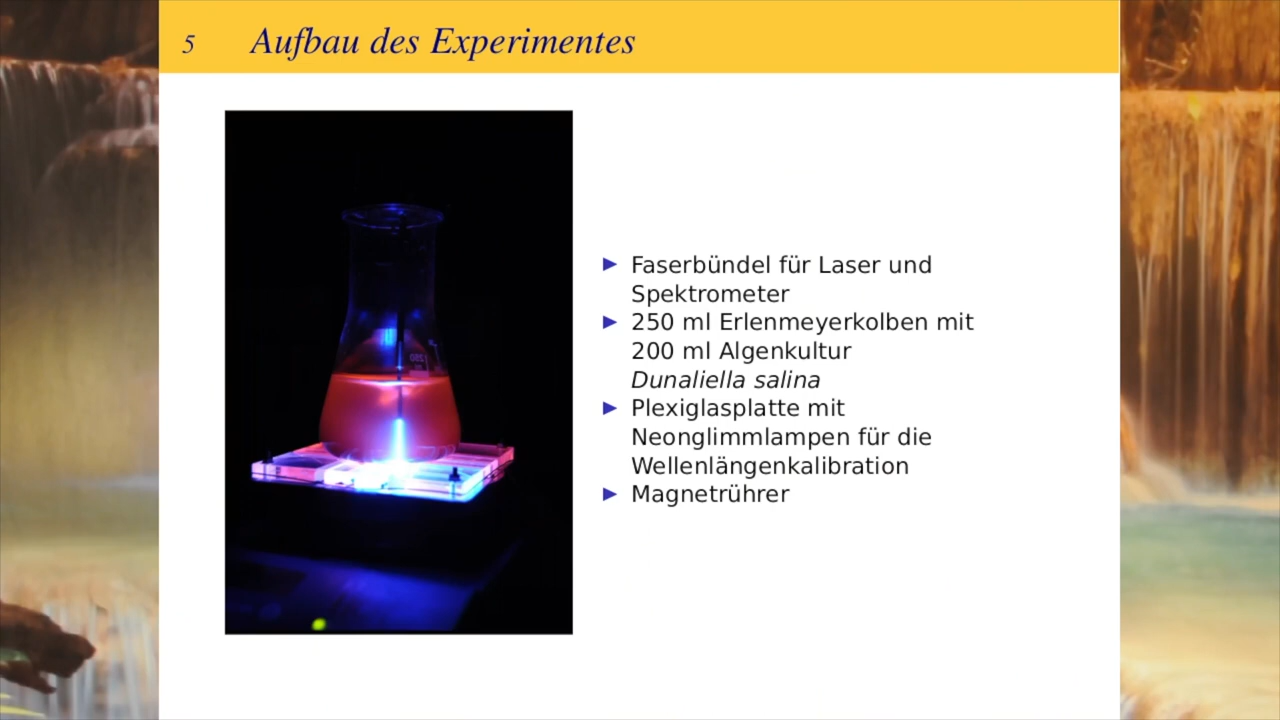 5 Aufbau des Experimentes
► Faserbündel für Laser und
Spektrometer
► 250 ml Erlenmeyerkolben mit
200 ml Algenkultur
Dunaliella salina
► Plexiglasplatte mit
Neonglimmlampen für die
Wellenlängenkalibration
► Magnetrührer